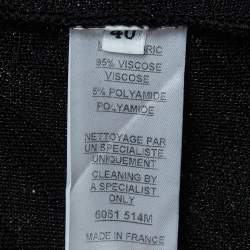 40
95% VISCOSE
VISCOSE
5% POLYAMIDE
POLYAMIDE
NETTOYAGE PAR
UN SPECIALISTE
UNIQUEMENT
CLEANING BY
A SPECIALIST
ONLY
6061 514M
MADE IN FRANCE